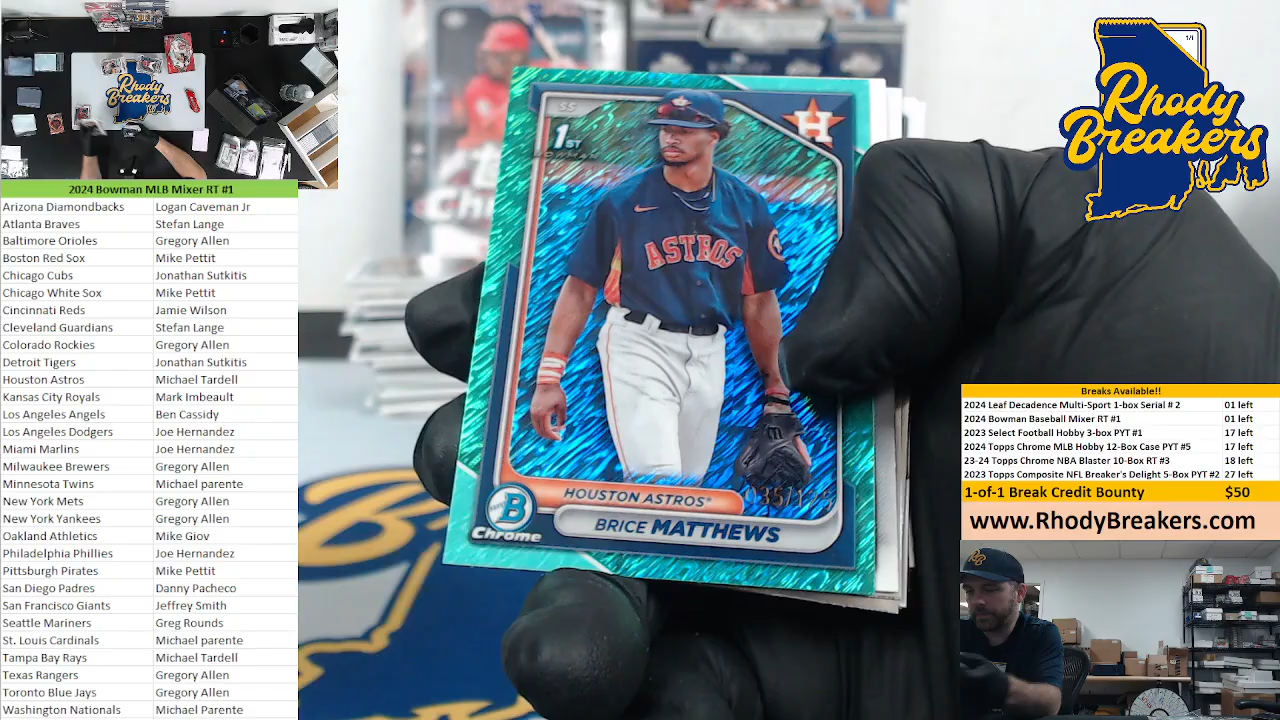 2024 Bowman MLB Mixer RT #1
Arizona Diamondbacks Logan Caveman Jr
Atlanta Braves Stefan Lange
Baltimore Orioles Gregory Allen
Boston Red Sox Mike Pettit
Chicago Cubs Jonathan Sutkitis
Chicago White Sox Mike Pettit
Cincinnati Reds Jamie Wilson
Cleveland Guardians Stefan Lange
Colorado Rockies Gregory Allen
Detroit Tigers Jonathan Sutkitis
Houston Astros Michael Tardell
Kansas City Royals Mark Imbeault
Los Angeles Angels Ben Cassidy
Los Angeles Dodgers Joe Hernandez
Miami Marlins Joe Hernandez
Milwaukee Brewers Gregory Allen
Minnesota Twins Michael parente
New York Mets Gregory Allen
New York Yankees Gregory Allen
Oakland Athletics Mike Giov
Philadelphia Phillies Joe Hernandez
Pittsburgh Pirates Mike Pettit
San Diego Padres Danny Pacheco
San Francisco Giants Jeffrey Smith
Seattle Mariners Greg Rounds
St. Louis Cardinals Michael parente
Tampa Bay Rays Michael Tardell
Texas Rangers Gregory Allen
Toronto Blue Jays Gregory Allen
Washington Nationals Michael Parente
Rhody
Breakers
SS
1ST
BOWMAN
H
ASTROS
HOUSTON ASTROS
BRICE MATTHEWS
B
Chrome
1/1
Rhody
Breakers
Breaks Available!!
2024 Leaf Decadence Multi-Sport 1-box Serial # 2 01 left
2024 Bowman Baseball Mixer RT #1 01 left
2023 Select Football Hobby 3-box PYT #1 17 left
2024 Topps Chrome MLB Hobby 12-Box Case PYT #5 17 left
23-24 Topps Chrome NBA Blaster 10-Box RT #3 18 left
2023 Topps Composite NFL Breaker's Delight 5-Box PYT #2 27 left
1-of-1 Break Credit Bounty $50
www.RhodyBreakers.com
RB